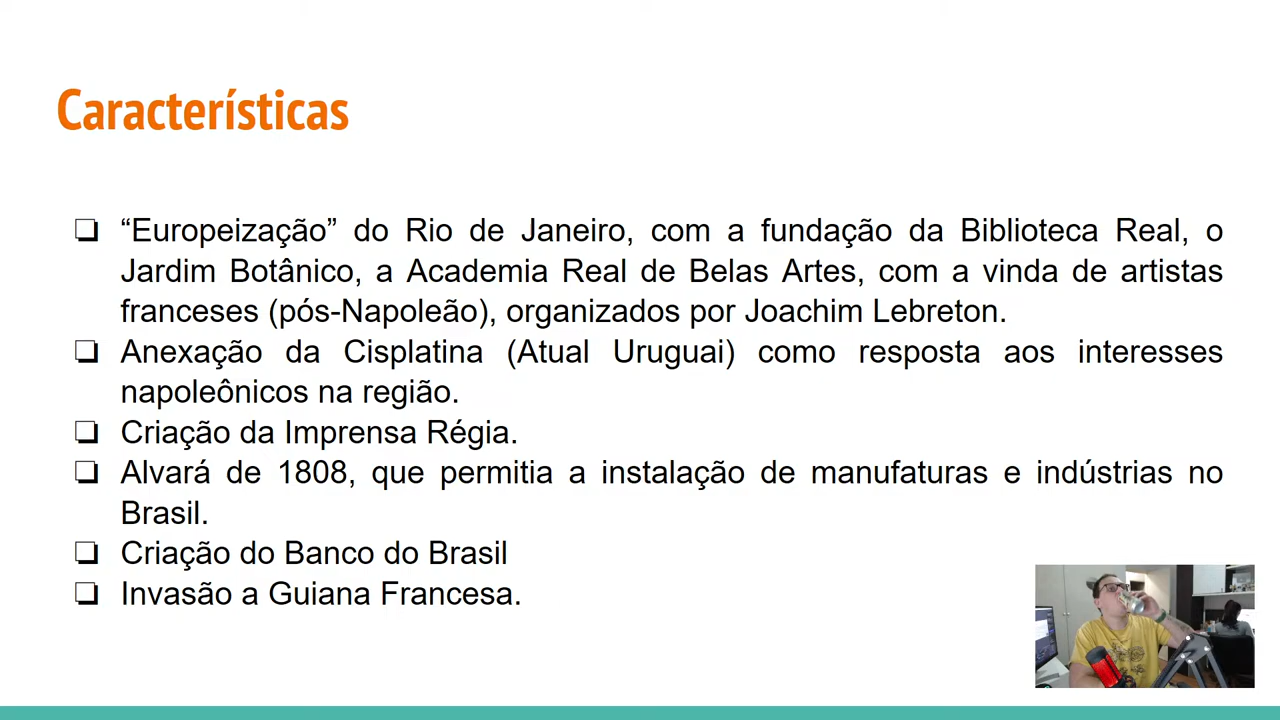 Características
❏ “Europeização” do Rio de Janeiro, com a fundação da Biblioteca Real, o
Jardim Botânico, a Academia Real de Belas Artes, com a vinda de artistas
franceses (pós-Napoleão), organizados por Joachim Lebreton.
❏ Anexação da Cisplatina (Atual Uruguai) como resposta aos interesses
napoleônicos na região.
❏ Criação da Imprensa Régia.
❏ Alvará de 1808, que permitia a instalação de manufaturas e indústrias no
Brasil.
❏ Criação do Banco do Brasil
❏ Invasão a Guiana Francesa.